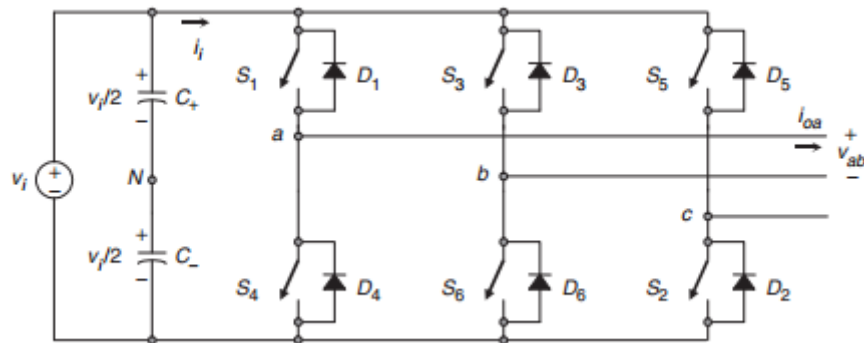 i_i
+
v_i/2 C_+
−
S_1 D_1 S_3 D_3 S_5 D_5
a
i_oa +
v_ab
−
b
v_i + −
N
c
+
v_i/2 C_−
−
S_4 D_4 S_6 D_6 S_2 D_2